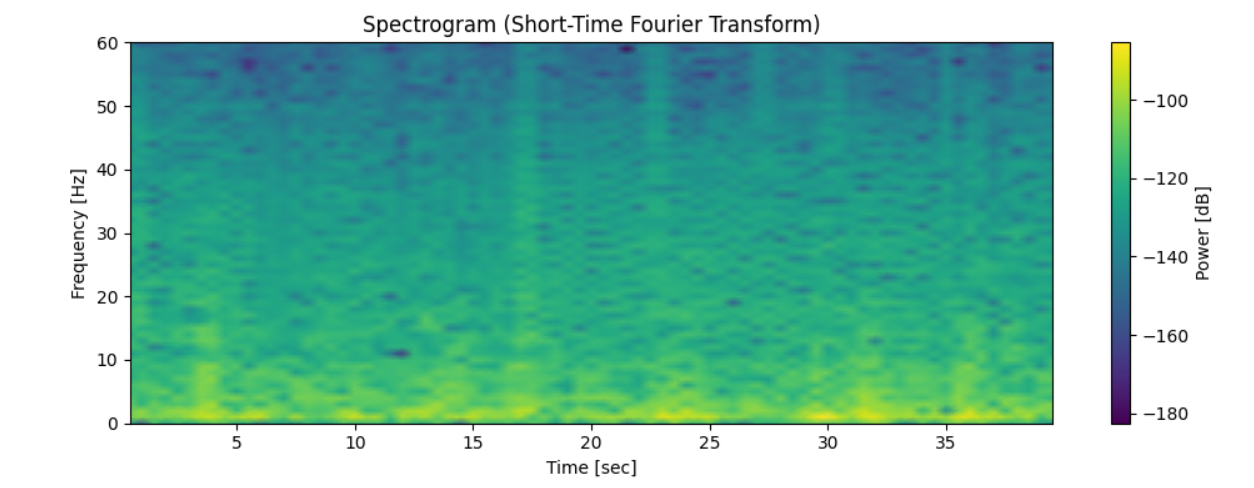 Spectrogram (Short-Time Fourier Transform)
60
50
40
30
20
10
0
Frequency [Hz]
5 10 15 20 25 30 35
Time [sec]
−100
−120
−140
−160
−180
Power [dB]